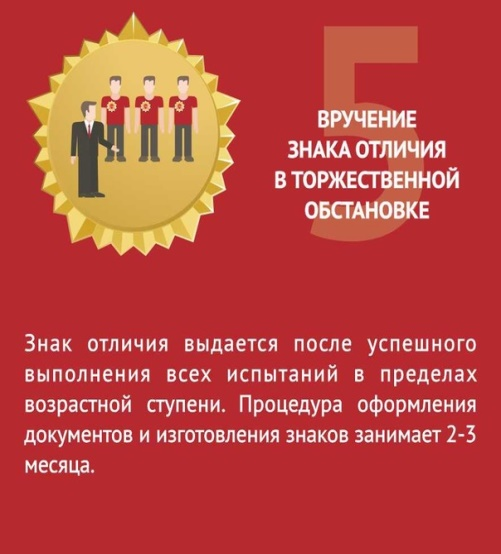 5
ВРУЧЕНИЕ
ЗНАКА ОТЛИЧИЯ
В ТОРЖЕСТВЕННОЙ
ОБСТАНОВКЕ
Знак отличия выдается после успешного
выполнения всех испытаний в пределах
возрастной ступени. Процедура оформления
документов и изготовления знаков занимает 2-3
месяца.